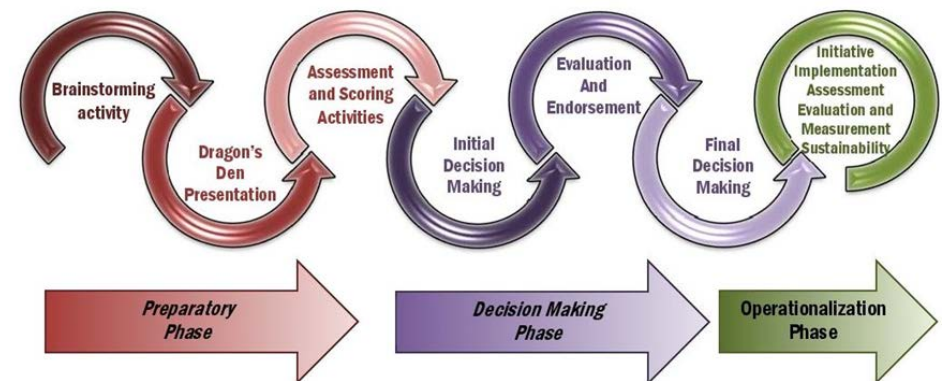 Brainstorming
activity
Dragon's
Den
Presentation
Assessment
and Scoring
Activities
Initial
Decision
Making
Evaluation
And
Endorsement
Final
Decision
Making
Initiative
Implementation
Assessment
Evaluation and
Measurement
Sustainability
Preparatory
Phase
Decision Making
Phase
Operationalization
Phase